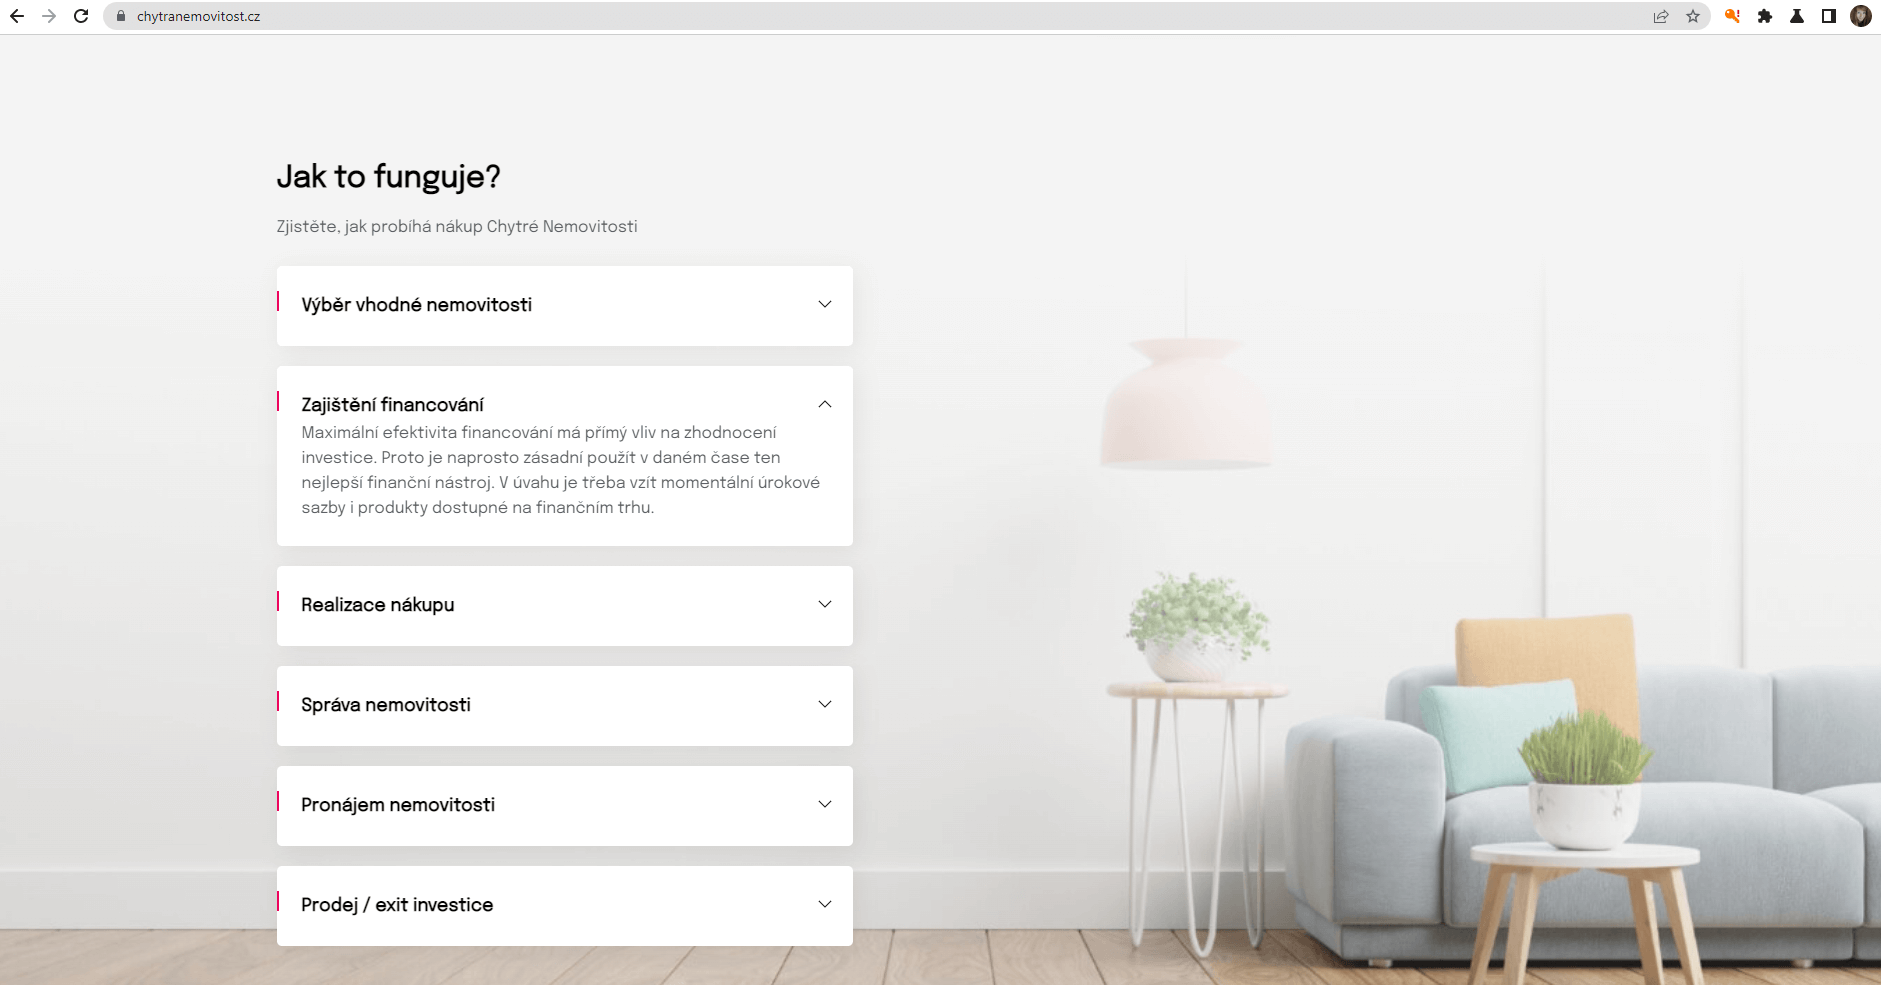 chytranemovitost.cz
Jak to funguje?
Zjistěte, jak probíhá nákup Chytré Nemovitosti
Výběr vhodné nemovitosti
Zajištění financování
Maximální efektivita financování má přímý vliv na zhodnocení
investice. Proto je naprosto zásadní použít v daném čase ten
nejlepší finanční nástroj. V úvahu je třeba vzít momentální úrokové
sazby i produkty dostupné na finančním trhu.
Realizace nákupu
Správa nemovitosti
Pronájem nemovitosti
Prodej / exit investice